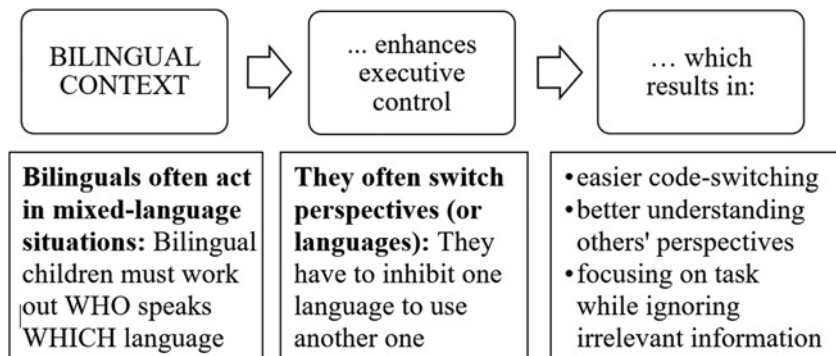 BILINGUAL
CONTEXT
... enhances
executive
control
… which
results in:
Bilinguals often act
in mixed-language
situations: Bilingual
children must work
out WHO speaks
WHICH language
They often switch
perspectives (or
languages): They
have to inhibit one
language to use
another one
•easier code-switching
•better understanding
others' perspectives
•focusing on task
while ignoring
irrelevant information